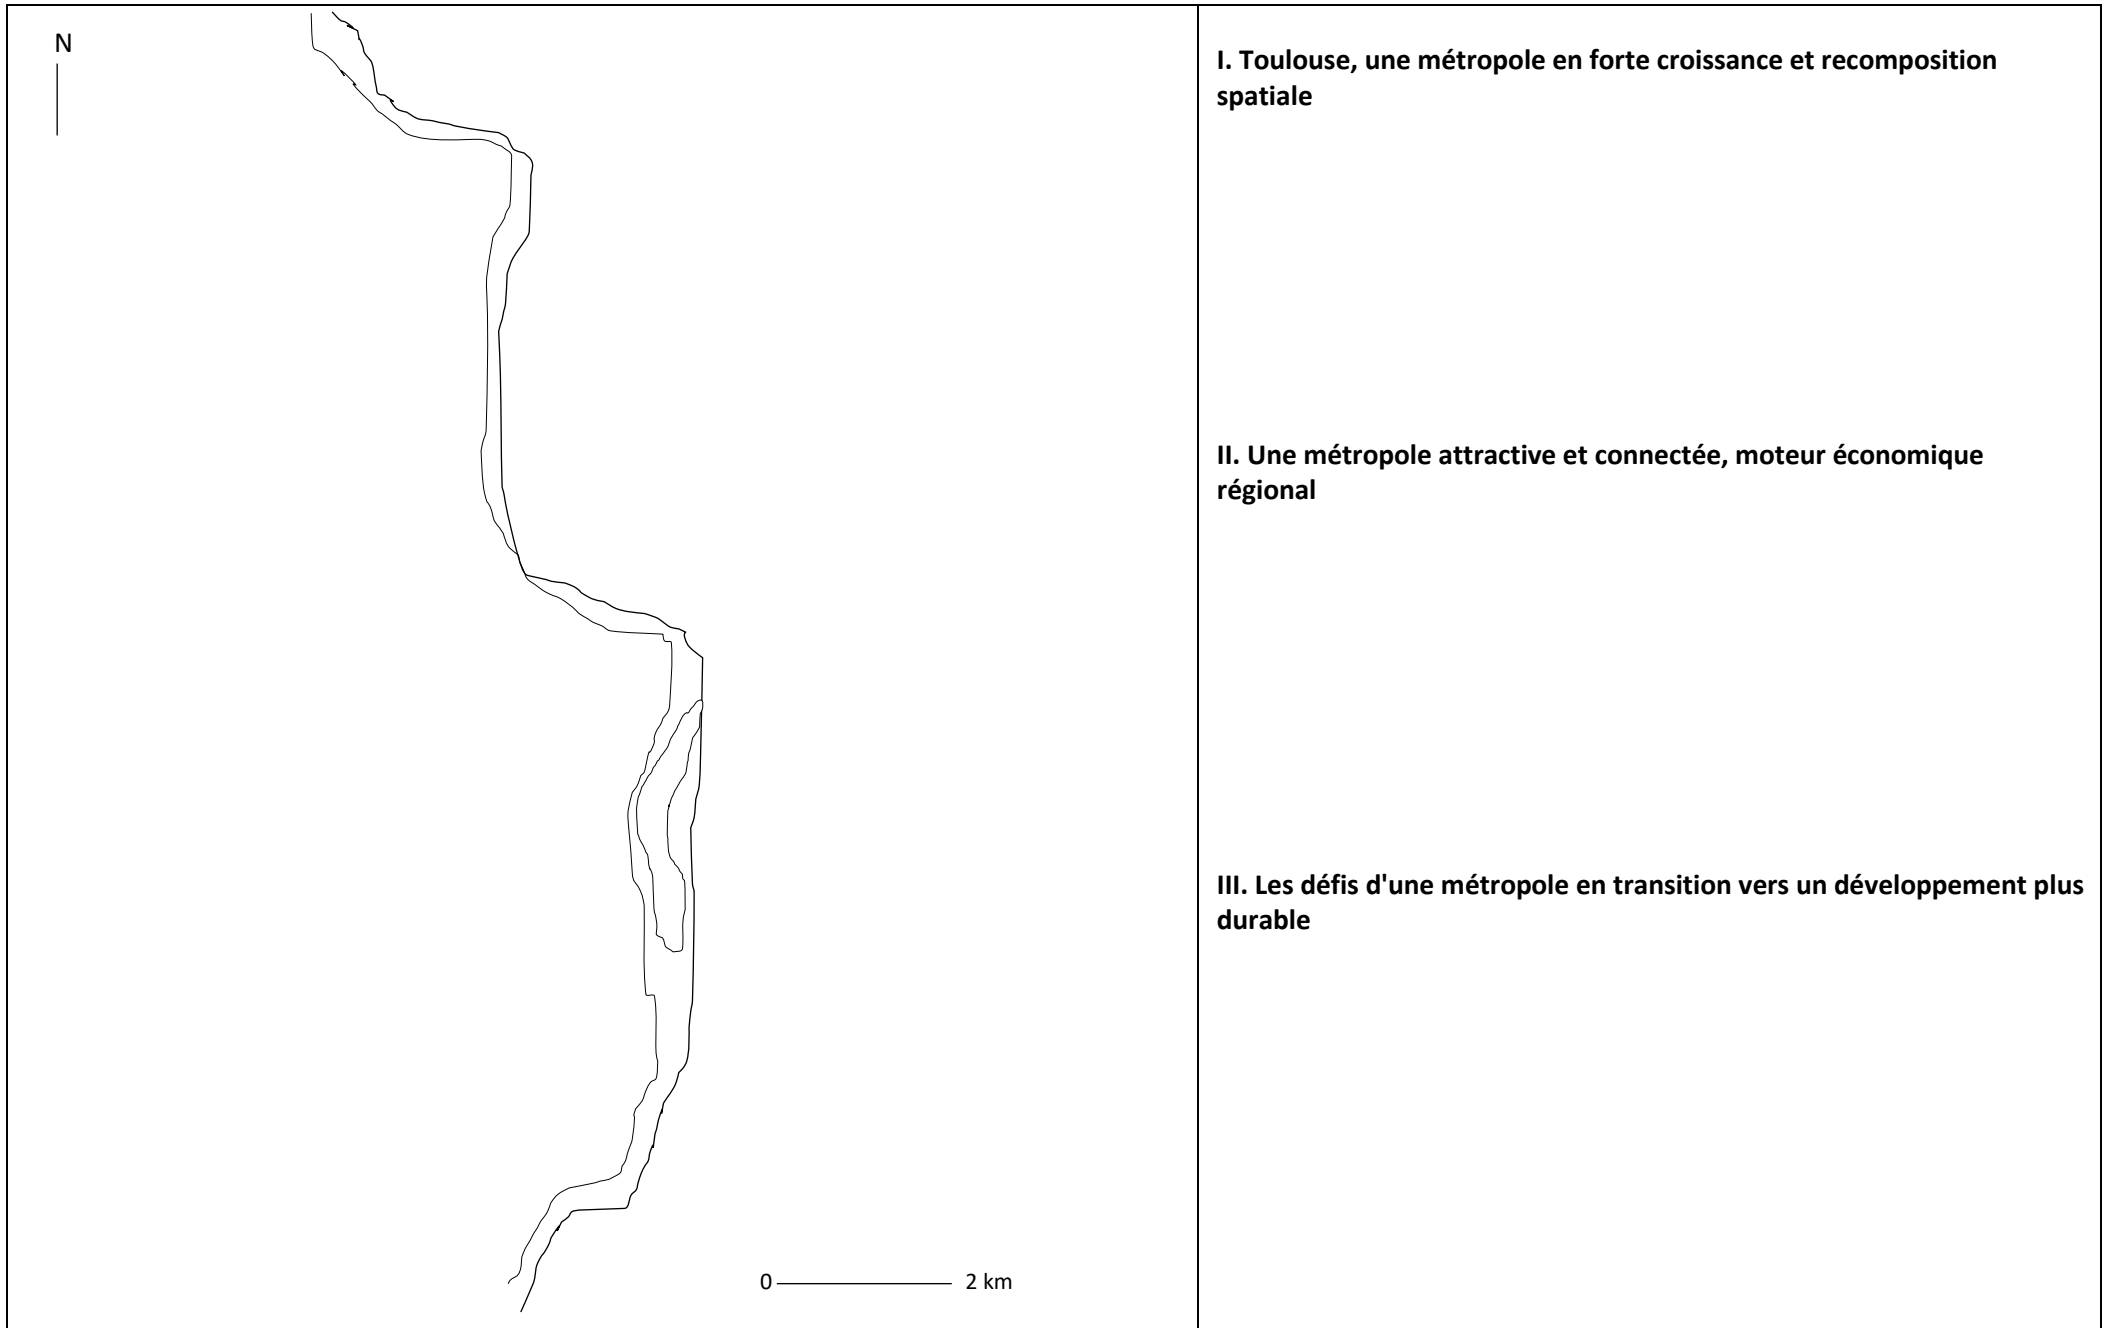 N
I. Toulouse, une métropole en forte croissance et recomposition
spatiale
II. Une métropole attractive et connectée, moteur économique
régional
III. Les défis d'une métropole en transition vers un développement plus
durable
0 2 km